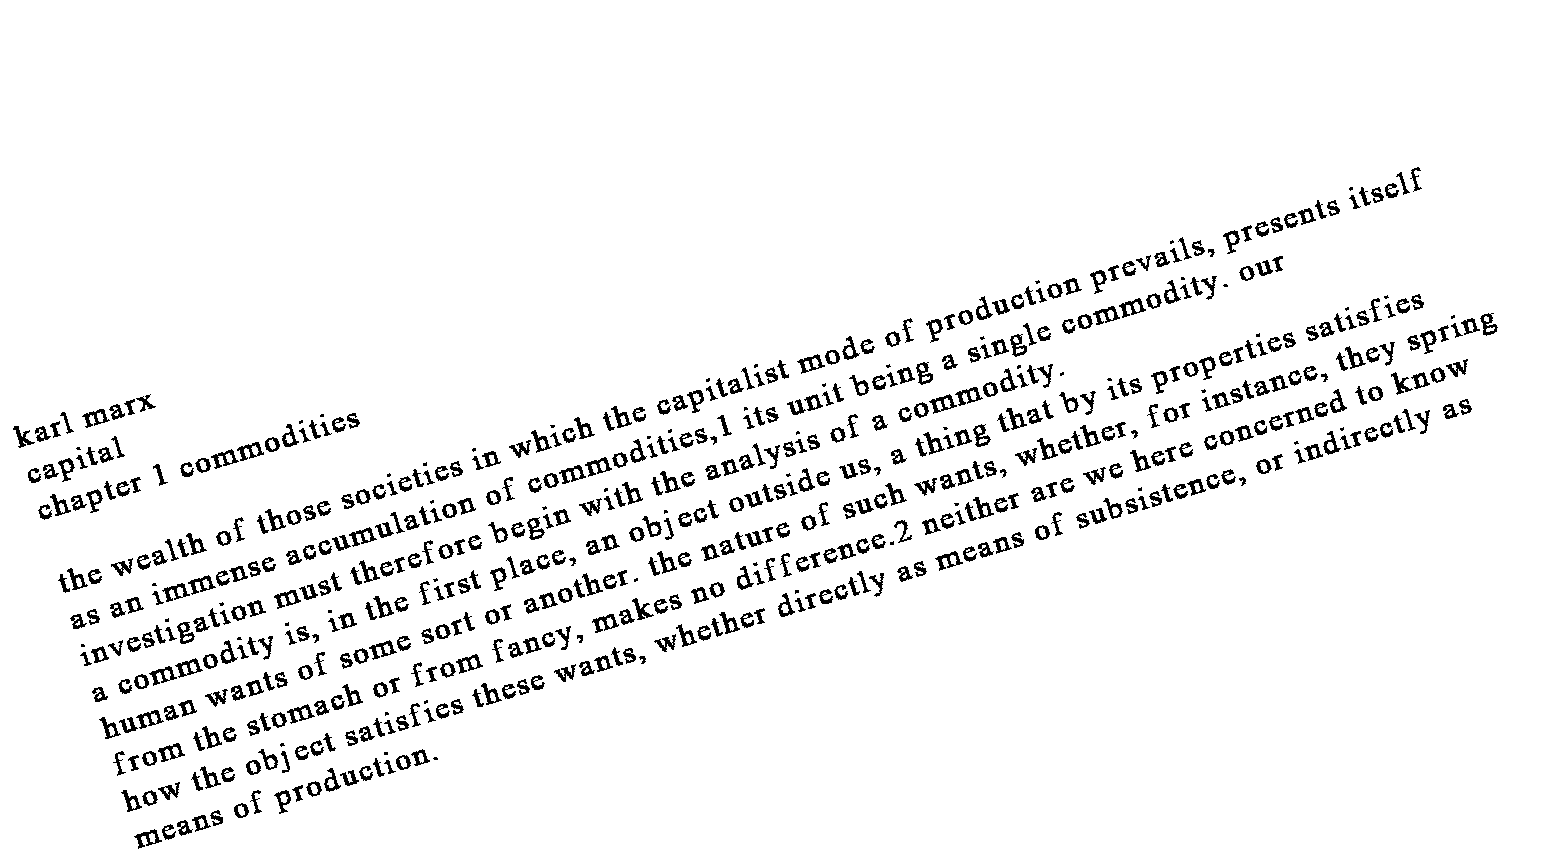 karl marx
capital
chapter 1 commodities
the wealth of those societies in which the capitalist mode of production prevails, presents itself
as an immense accumulation of commodities,1 its unit being a single commodity. our
investigation must therefore begin with the analysis of a commodity.
a commodity is, in the first place, an object outside us, a thing that by its properties satisfies
human wants of some sort or another. the nature of such wants, whether, for instance, they spring
from the stomach or from fancy, makes no difference.2 neither are we here concerned to know
how the object satisfies these wants, whether directly as means of subsistence, or indirectly as
means of production.